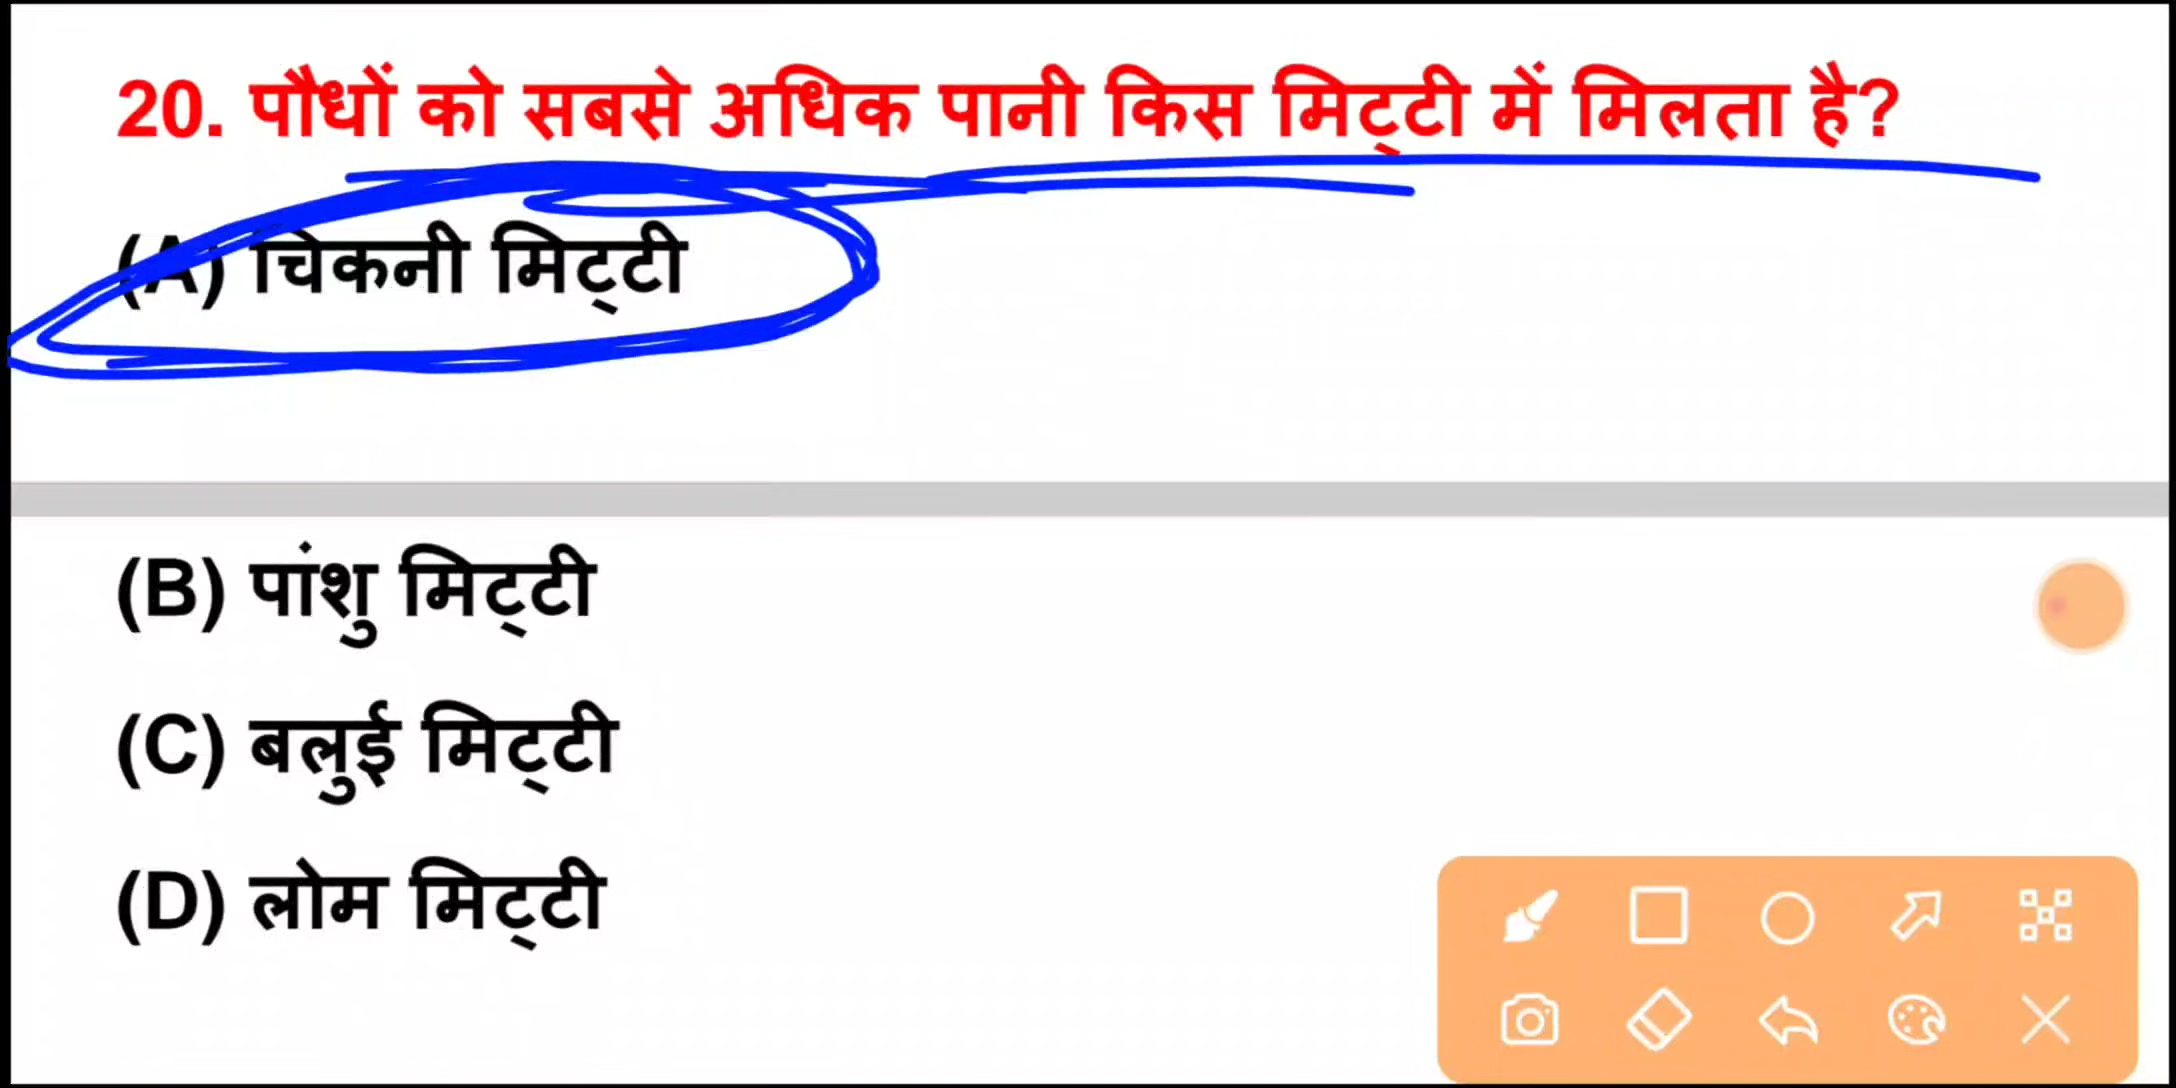 20. पौधों को सबसे अधिक पानी किस मिट्टी में मिलता है?
(A) चिकनी मिट्टी
(B) पांशु मिट्टी
(C) बलुई मिट्टी
(D) लोम मिट्टी